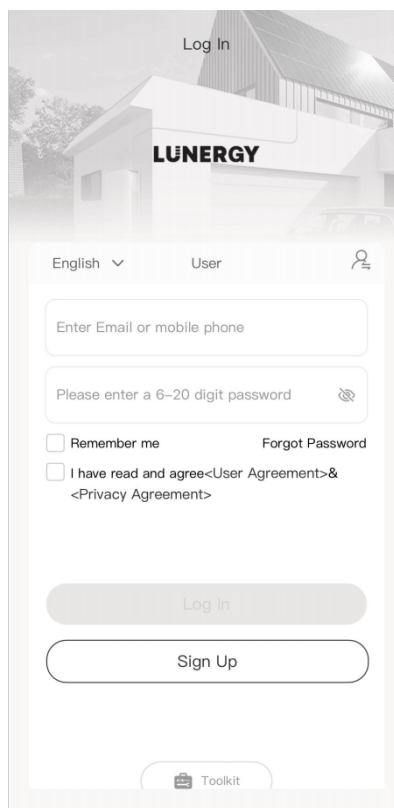 Log In
LUNERGY
English
User
Enter Email or mobile phone
Please enter a 6–20 digit password
Remember me
Forgot Password
I have read and agree<User Agreement>&
<Privacy Agreement>
Log In
Sign Up
Toolkit